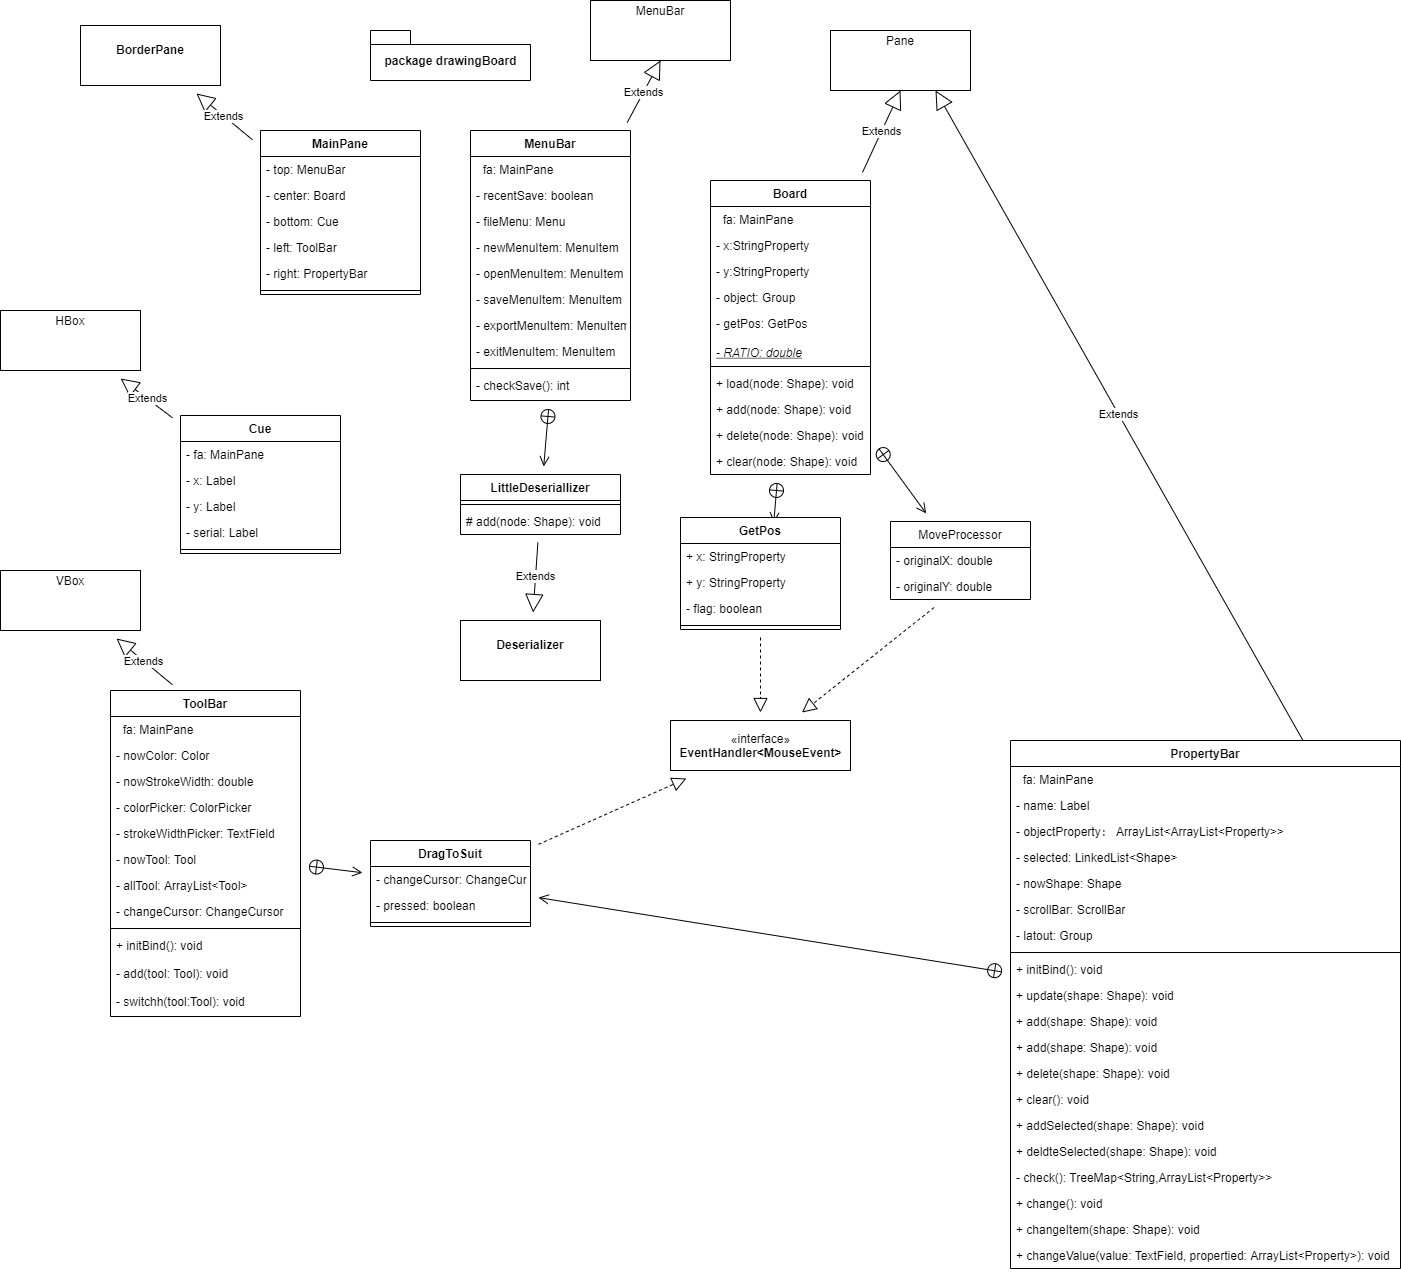 BorderPane
package drawingBoard
MenuBar
Pane
Extends
Extends
Extends
MainPane
- top: MenuBar
- center: Board
- bottom: Cue
- left: ToolBar
- right: PropertyBar
MenuBar
fa: MainPane
- recentSave: boolean
- fileMenu: Menu
- newMenuItem: MenuItem
- openMenuItem: MenuItem
- saveMenuItem: MenuItem
- exportMenuItem: MenuItem
- exitMenuItem: MenuItem
- checkSave(): int
Board
fa: MainPane
- x:StringProperty
- y:StringProperty
- object: Group
- getPos: GetPos
- RATIO: double
+ load(node: Shape): void
+ add(node: Shape): void
+ delete(node: Shape): void
+ clear(node: Shape): void
Extends
HBox
Extends
Cue
- fa: MainPane
- x: Label
- y: Label
- serial: Label
LittleDeseriallizer
# add(node: Shape): void
Extends
Deserializer
GetPos
+ x: StringProperty
+ y: StringProperty
- flag: boolean
MoveProcessor
- originalX: double
- originalY: double
VBox
Extends
ToolBar
fa: MainPane
- nowColor: Color
- nowStrokeWidth: double
- colorPicker: ColorPicker
- strokeWidthPicker: TextField
- nowTool: Tool
- allTool: ArrayList<Tool>
- changeCursor: ChangeCursor
+ initBind(): void
- add(tool: Tool): void
- switchh(tool:Tool): void
«interface»
EventHandler<MouseEvent>
DragToSuit
- changeCursor: ChangeCur
- pressed: boolean
PropertyBar
fa: MainPane
- name: Label
- objectProperty： ArrayList<ArrayList<Property>>
- selected: LinkedList<Shape>
- nowShape: Shape
- scrollBar: ScrollBar
- latout: Group
+ initBind(): void
+ update(shape: Shape): void
+ add(shape: Shape): void
+ add(shape: Shape): void
+ delete(shape: Shape): void
+ clear(): void
+ addSelected(shape: Shape): void
+ deldteSelected(shape: Shape): void
- check(): TreeMap<String,ArrayList<Property>>
+ change(): void
+ changeItem(shape: Shape): void
+ changeValue(value: TextField, propertied: ArrayList<Property>): void